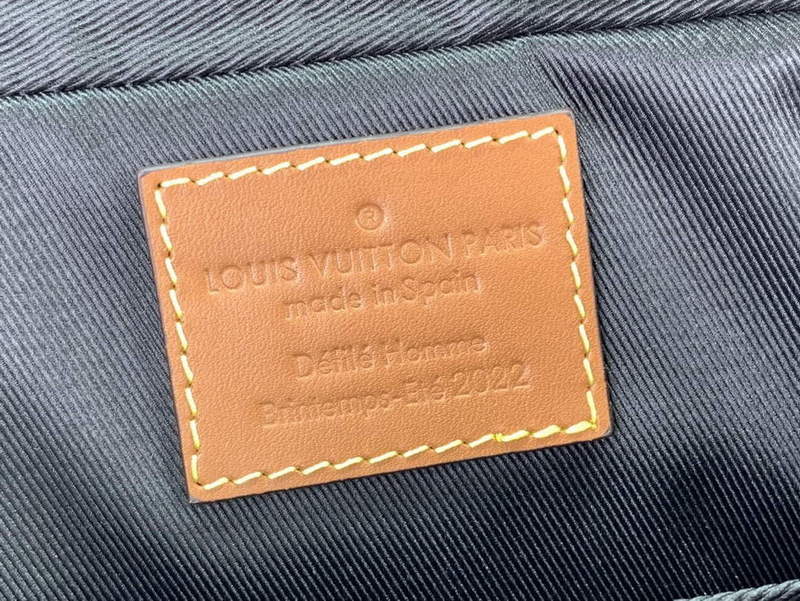 ®
LOUIS VUITTON PARIS
made in Spain
Défilé Homme
Printemps-Eté 2022